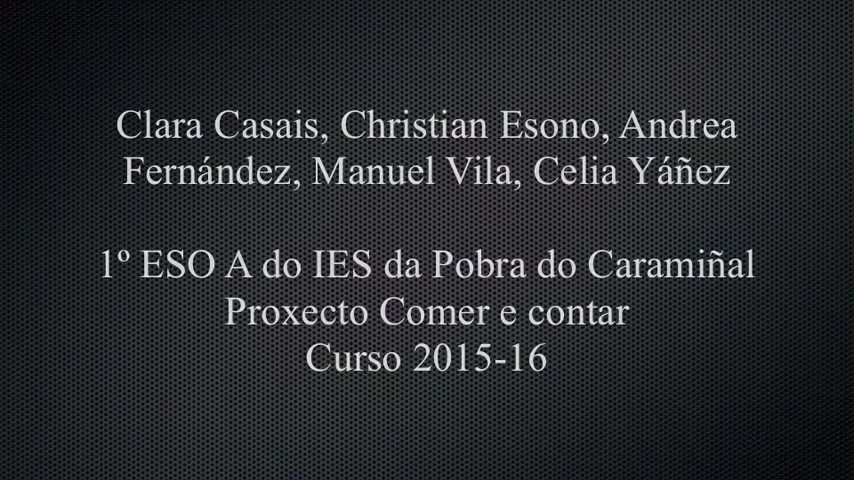 Clara Casais, Christian Esono, Andrea
Fernández, Manuel Vila, Celia Yáñez
1º ESO A do IES da Pobra do Caramiñal
Proxecto Comer e contar
Curso 2015-16